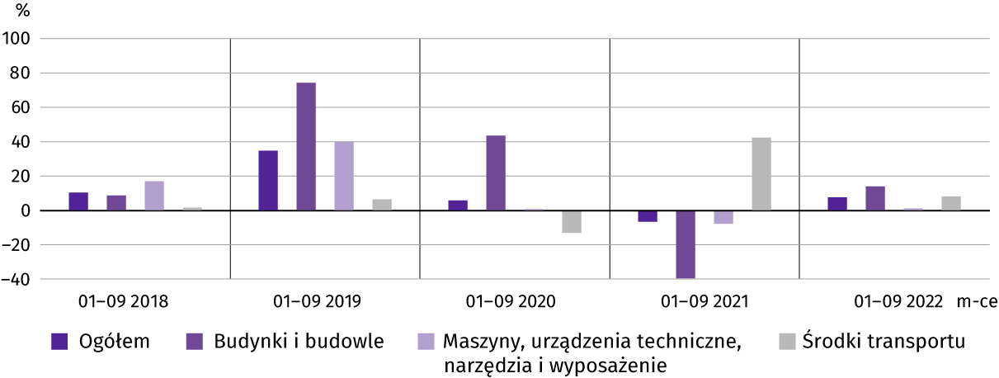 %
100
80
60
40
20
0
–20
–40
01–09 2018
01–09 2019
01–09 2020
01–09 2021
01–09 2022
m-ce
Ogółem
Budynki i budowle
Maszyny, urządzenia techniczne,
narzędzia i wyposażenie
Środki transportu